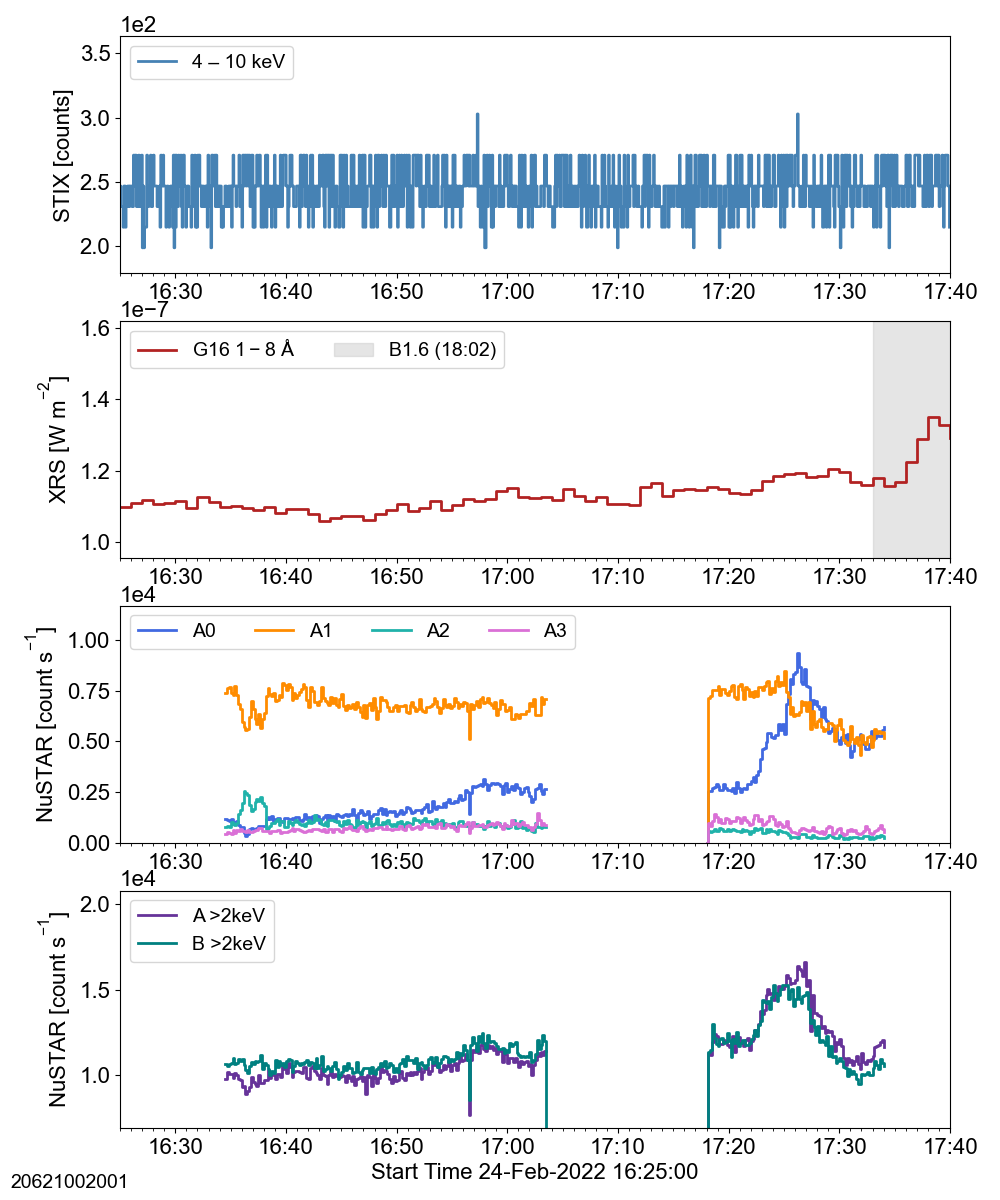 1e2
3.5
3.0
2.5
2.0
STIX [counts]
4 – 10 keV
16:30 16:40 16:50 17:00 17:10 17:20 17:30 17:40
1e−7
1.6
1.4
1.2
1.0
XRS [W m⁻²]
G16 1 − 8 Å B1.6 (18:02)
16:30 16:40 16:50 17:00 17:10 17:20 17:30 17:40
1e4
1.00
0.75
0.50
0.25
0.00
NuSTAR [count s⁻¹]
A0 A1 A2 A3
16:30 16:40 16:50 17:00 17:10 17:20 17:30 17:40
1e4
2.0
1.5
1.0
NuSTAR [count s⁻¹]
A >2keV
B >2keV
16:30 16:40 16:50 17:00 17:10 17:20 17:30 17:40
Start Time 24-Feb-2022 16:25:00
20621002001